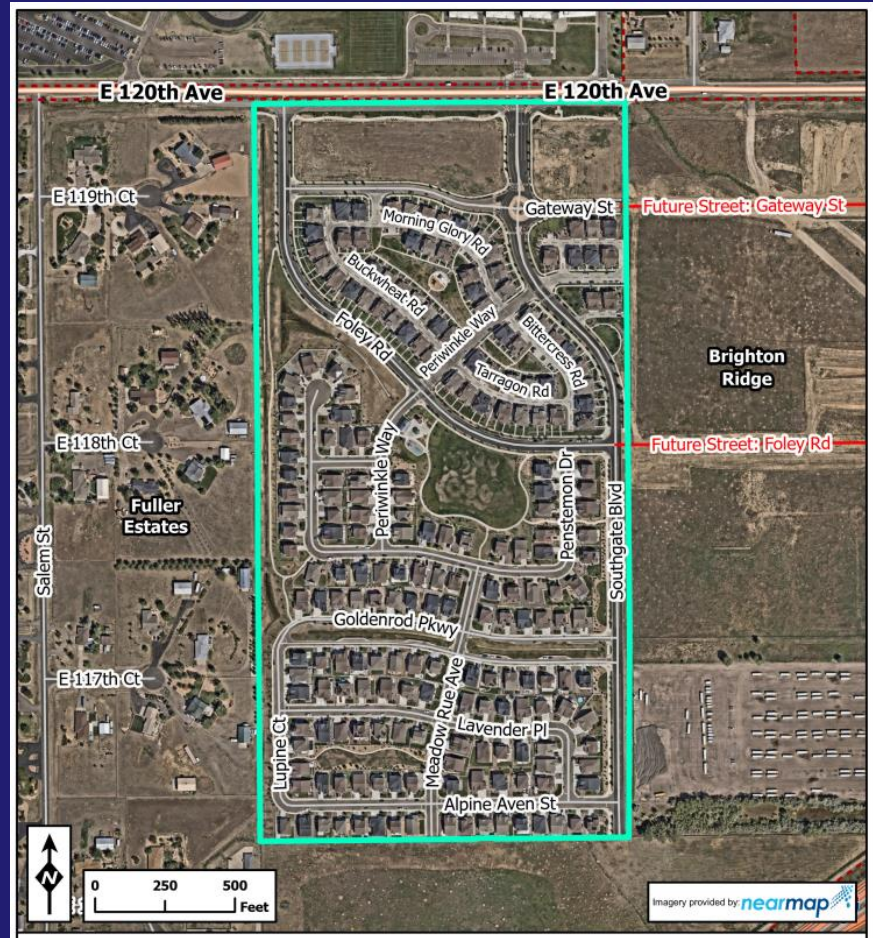 E 120th Ave
E 120th Ave
E 119th Ct
Gateway St
Future Street: Gateway St
Morning Glory Rd
Buckwheat Rd
Foley Rd
Periwinkle Way
Bittercress Rd
Tarragon Rd
Brighton
Ridge
E 118th Ct
Future Street: Foley Rd
Periwinkle Way
Penstemon Dr
Southgate Blvd
Fuller
Estates
Salem St
Goldenrod Pkwy
E 117th Ct
Lupine Ct
Meadow Rue Ave
Lavender Pl
Alpine Aven St
N
0 250 500
Feet
Imagery provided by: nearmap